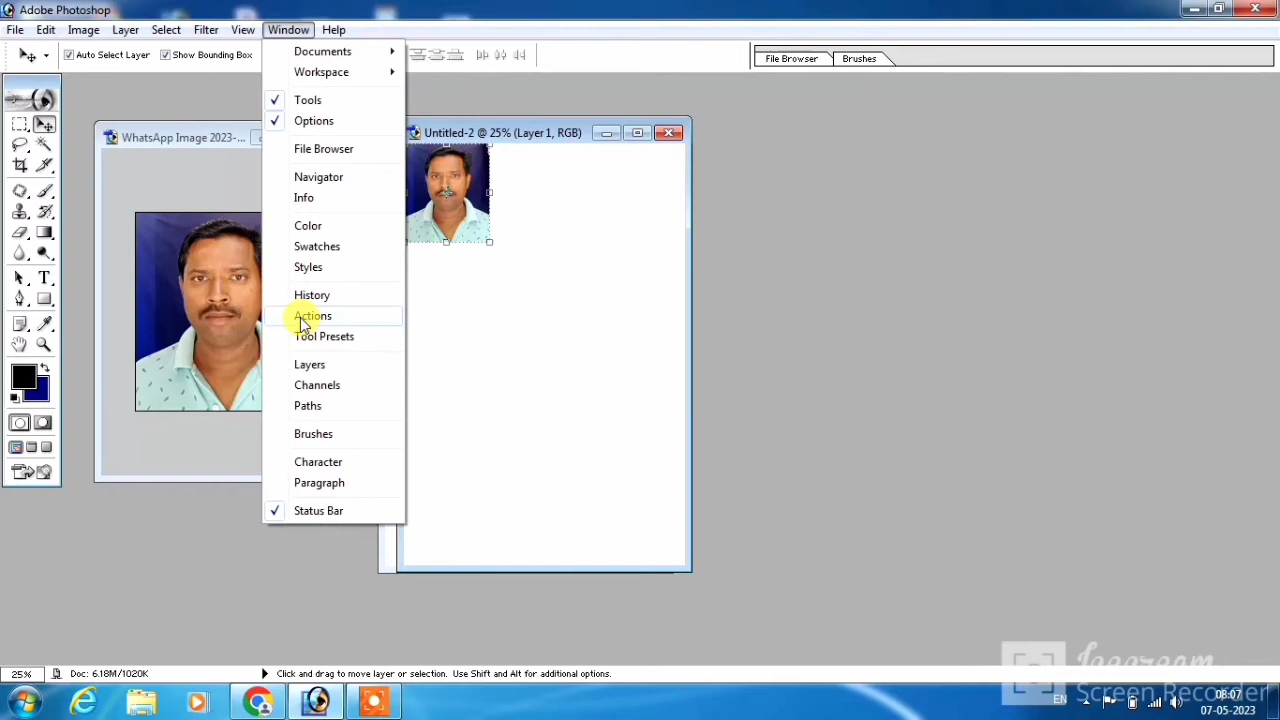 Adobe Photoshop
File Edit Image Layer Select Filter View Window Help
Auto Select Layer Show Bounding Box
File Browser Brushes
WhatsApp Image 2023-...
Untitled-2 @ 25% (Layer 1, RGB)
Documents
Workspace
Tools
Options
File Browser
Navigator
Info
Color
Swatches
Styles
History
Actions
Tool Presets
Layers
Channels
Paths
Brushes
Character
Paragraph
Status Bar
25% Doc: 6.18M/1020K Click and drag to move layer or selection. Use Shift and Alt for additional options.
Icecream
Screen Recorder
EN 08:07
07-05-2023